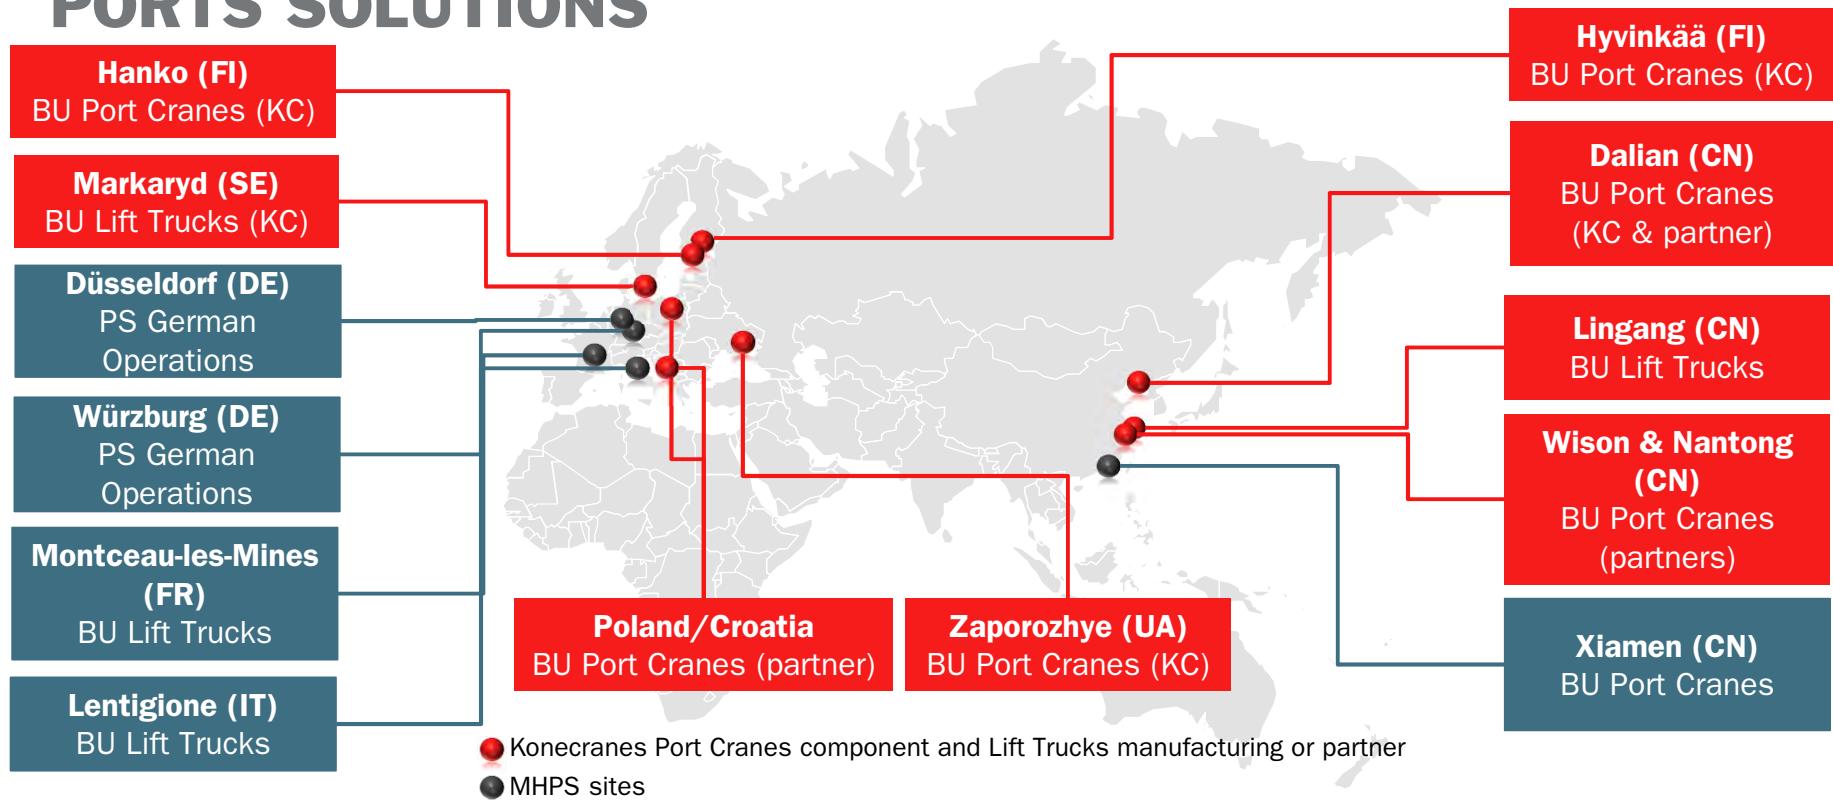 PORTS SOLUTIONS
Hanko (FI)
BU Port Cranes (KC)
Markaryd (SE)
BU Lift Trucks (KC)
Düsseldorf (DE)
PS German
Operations
Würzburg (DE)
PS German
Operations
Montceau-les-Mines
(FR)
BU Lift Trucks
Lentigione (IT)
BU Lift Trucks
Poland/Croatia
BU Port Cranes (partner)
Zaporozhye (UA)
BU Port Cranes (KC)
Hyvinkää (FI)
BU Port Cranes (KC)
Dalian (CN)
BU Port Cranes
(KC & partner)
Lingang (CN)
BU Lift Trucks
Wison & Nantong
(CN)
BU Port Cranes
(partners)
Xiamen (CN)
BU Port Cranes
Konecranes Port Cranes component and Lift Trucks manufacturing or partner
MHPS sites